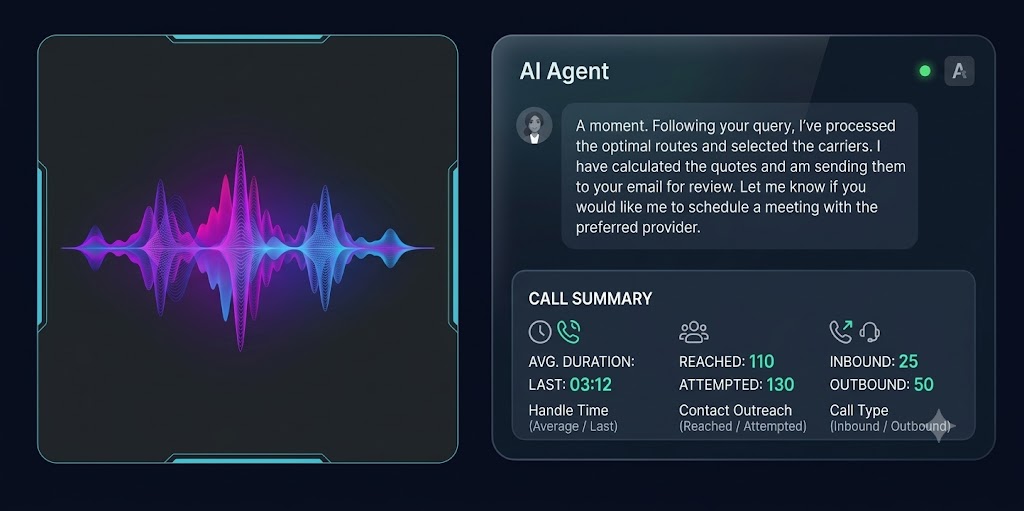 AI Agent
A
A moment. Following your query, I've processed
the optimal routes and selected the carriers. I
have calculated the quotes and am sending them
to your email for review. Let me know if you
would like me to schedule a meeting with the
preferred provider.
CALL SUMMARY
AVG. DURATION:
LAST: 03:12
Handle Time
(Average / Last)
REACHED: 110
ATTEMPTED: 130
Contact Outreach
(Reached / Attempted)
INBOUND: 25
OUTBOUND: 50
Call Type
(Inbound / Outbound)